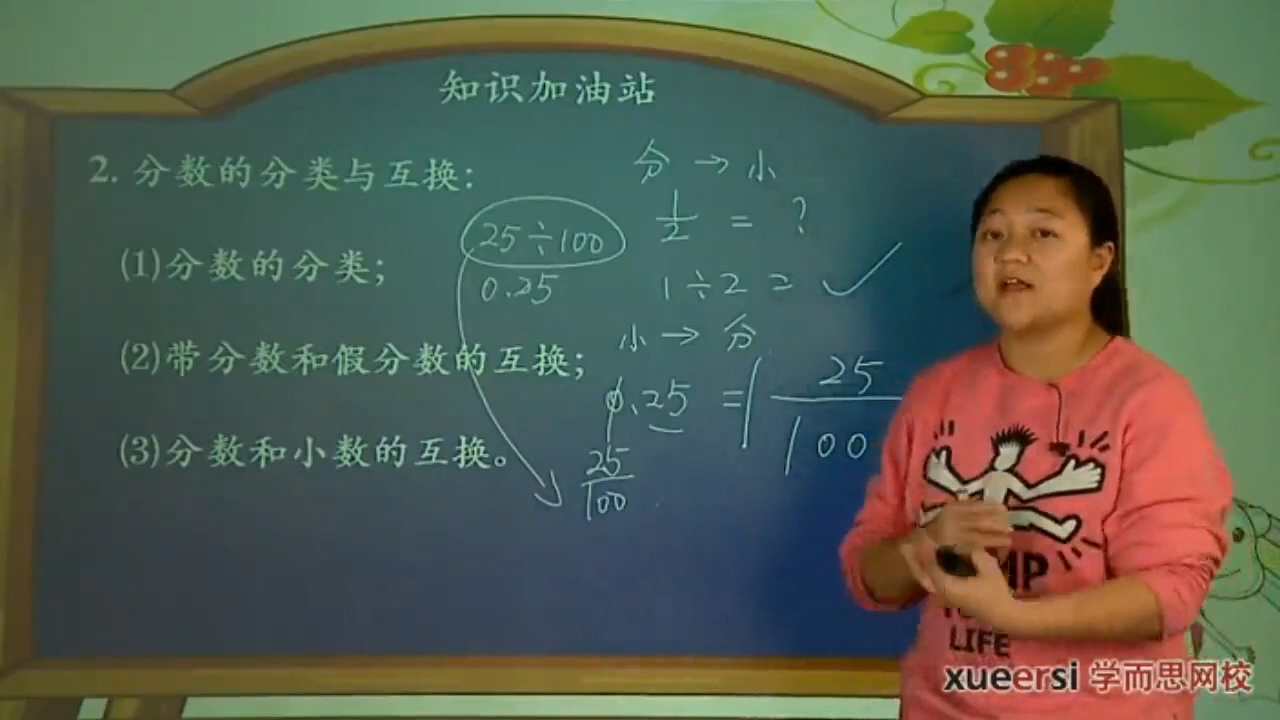 知识加油站
2. 分数的分类与互换:
(1)分数的分类;
(2)带分数和假分数的互换;
(3)分数和小数的互换。
25÷100
0.25
分→小
1/2 = ?
1÷2 = ✓
小→分
0.25 = 25/100
25/100
LIFE
xueersi 学而思网校